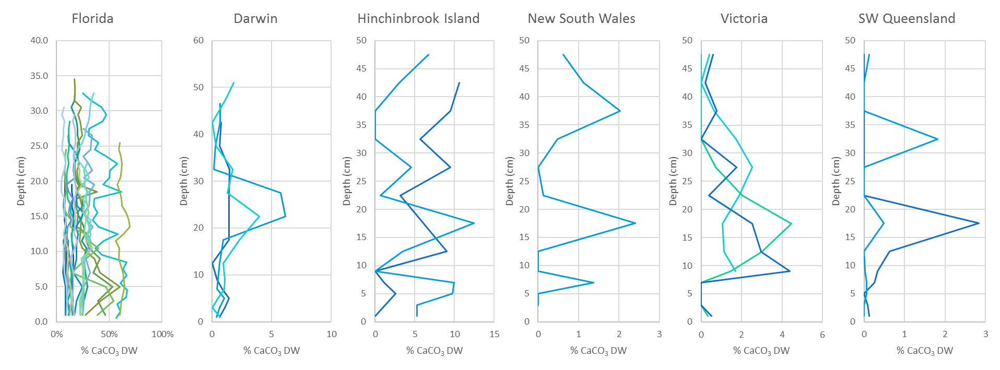 Florida
Darwin
Hinchinbrook Island
New South Wales
Victoria
SW Queensland
40.0
35.0
30.0
25.0
20.0
15.0
10.0
5.0
0.0
Depth (cm)
0% 50% 100%
% CaCO₃ DW
60
50
40
30
20
10
0
Depth (cm)
0 5 10
% CaCO₃ DW
50
45
40
35
30
25
20
15
10
5
0
Depth (cm)
0 5 10 15
% CaCO₃ DW
50
45
40
35
30
25
20
15
10
5
0
Depth (cm)
0 1 2 3
% CaCO₃ DW
50
45
40
35
30
25
20
15
10
5
0
Depth (cm)
0 2 4 6
% CaCO₃ DW
50
45
40
35
30
25
20
15
10
5
0
Depth (cm)
0 1 2 3
% CaCO₃ DW